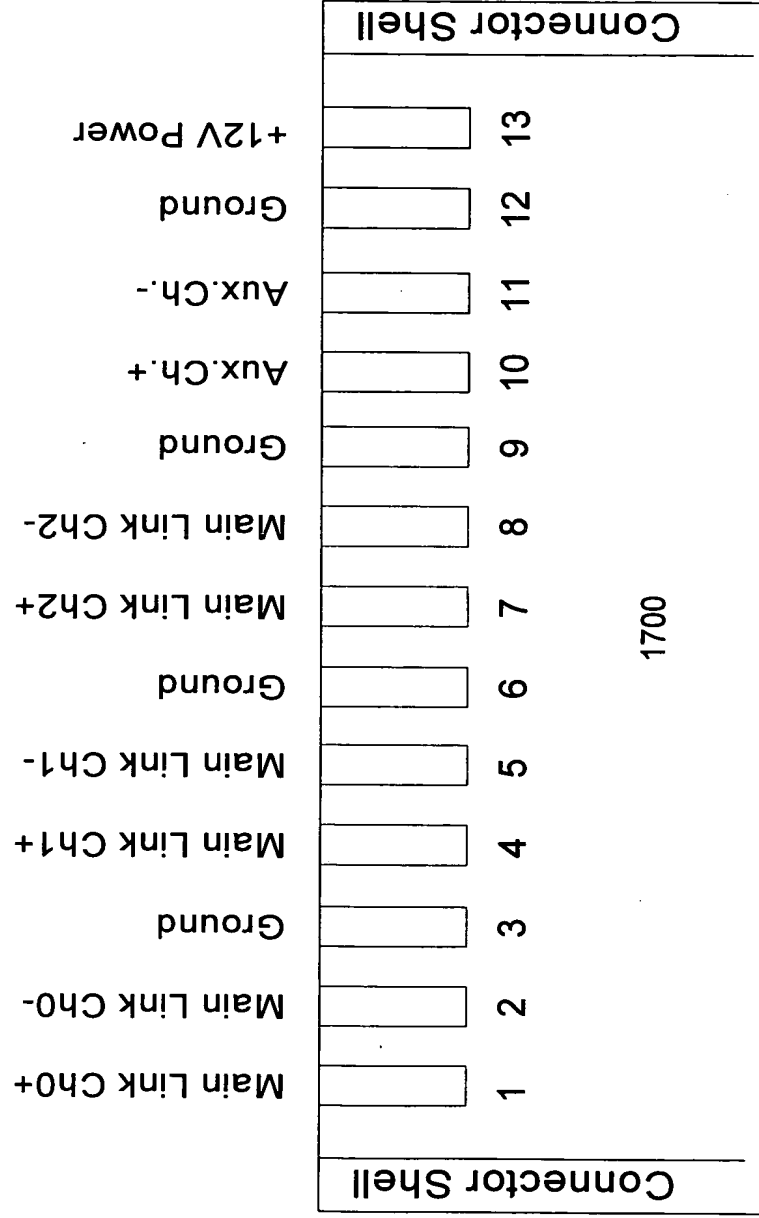 Connector Shell
1 Main Link Ch0+
2 Main Link Ch0-
3 Ground
4 Main Link Ch1+
5 Main Link Ch1-
6 Ground
7 Main Link Ch2+
8 Main Link Ch2-
9 Ground
10 Aux.Ch.+
11 Aux.Ch.-
12 Ground
13 +12V Power
Connector Shell
1700